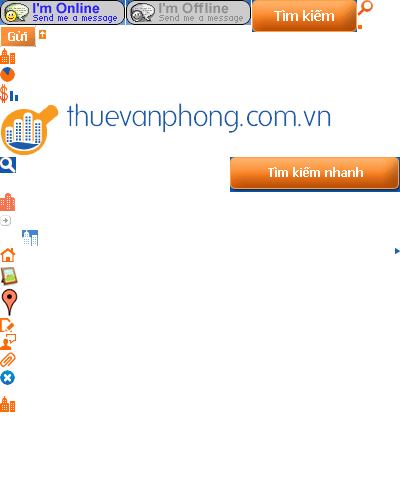 I'm Online
Send me a message
I'm Offline
Send me a message
Tìm kiếm
Gửi
thuevanphong.com.vn
Tìm kiếm nhanh